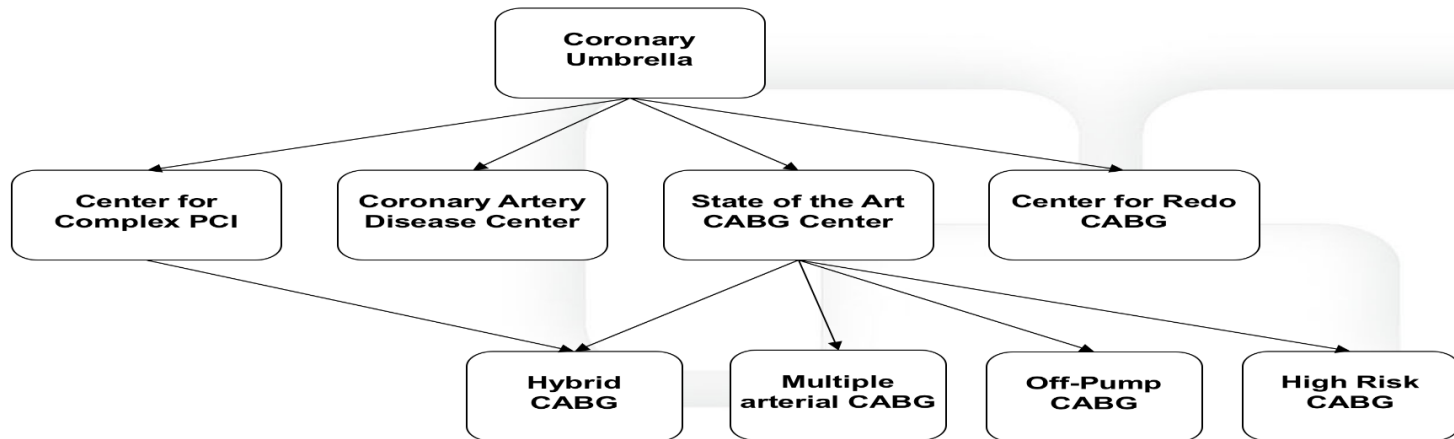 Coronary
Umbrella
Center for
Complex PCI
Coronary Artery
Disease Center
State of the Art
CABG Center
Center for Redo
CABG
Hybrid
CABG
Multiple
arterial CABG
Off-Pump
CABG
High Risk
CABG